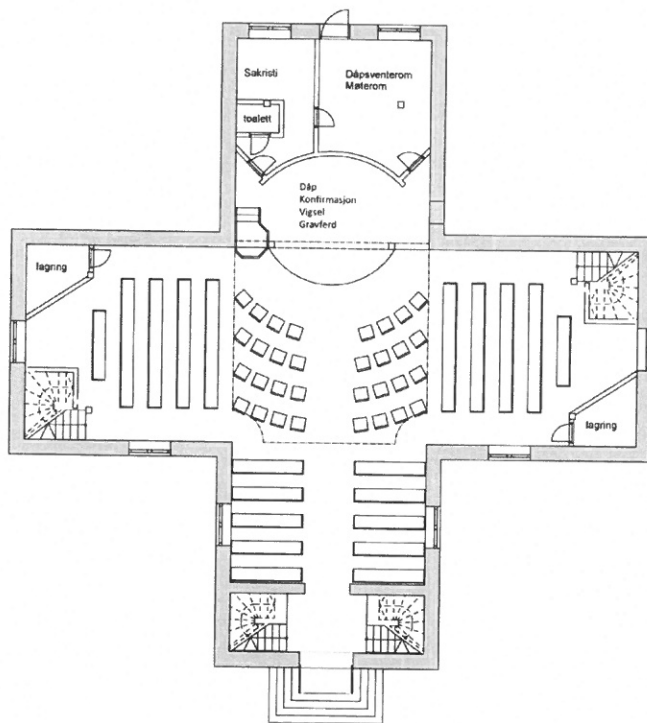 Sakristi
Dåpsventerom
Møterom
toalett
Dåp
Konfirmasjon
Vigsel
Gravferd
lagring
lagring